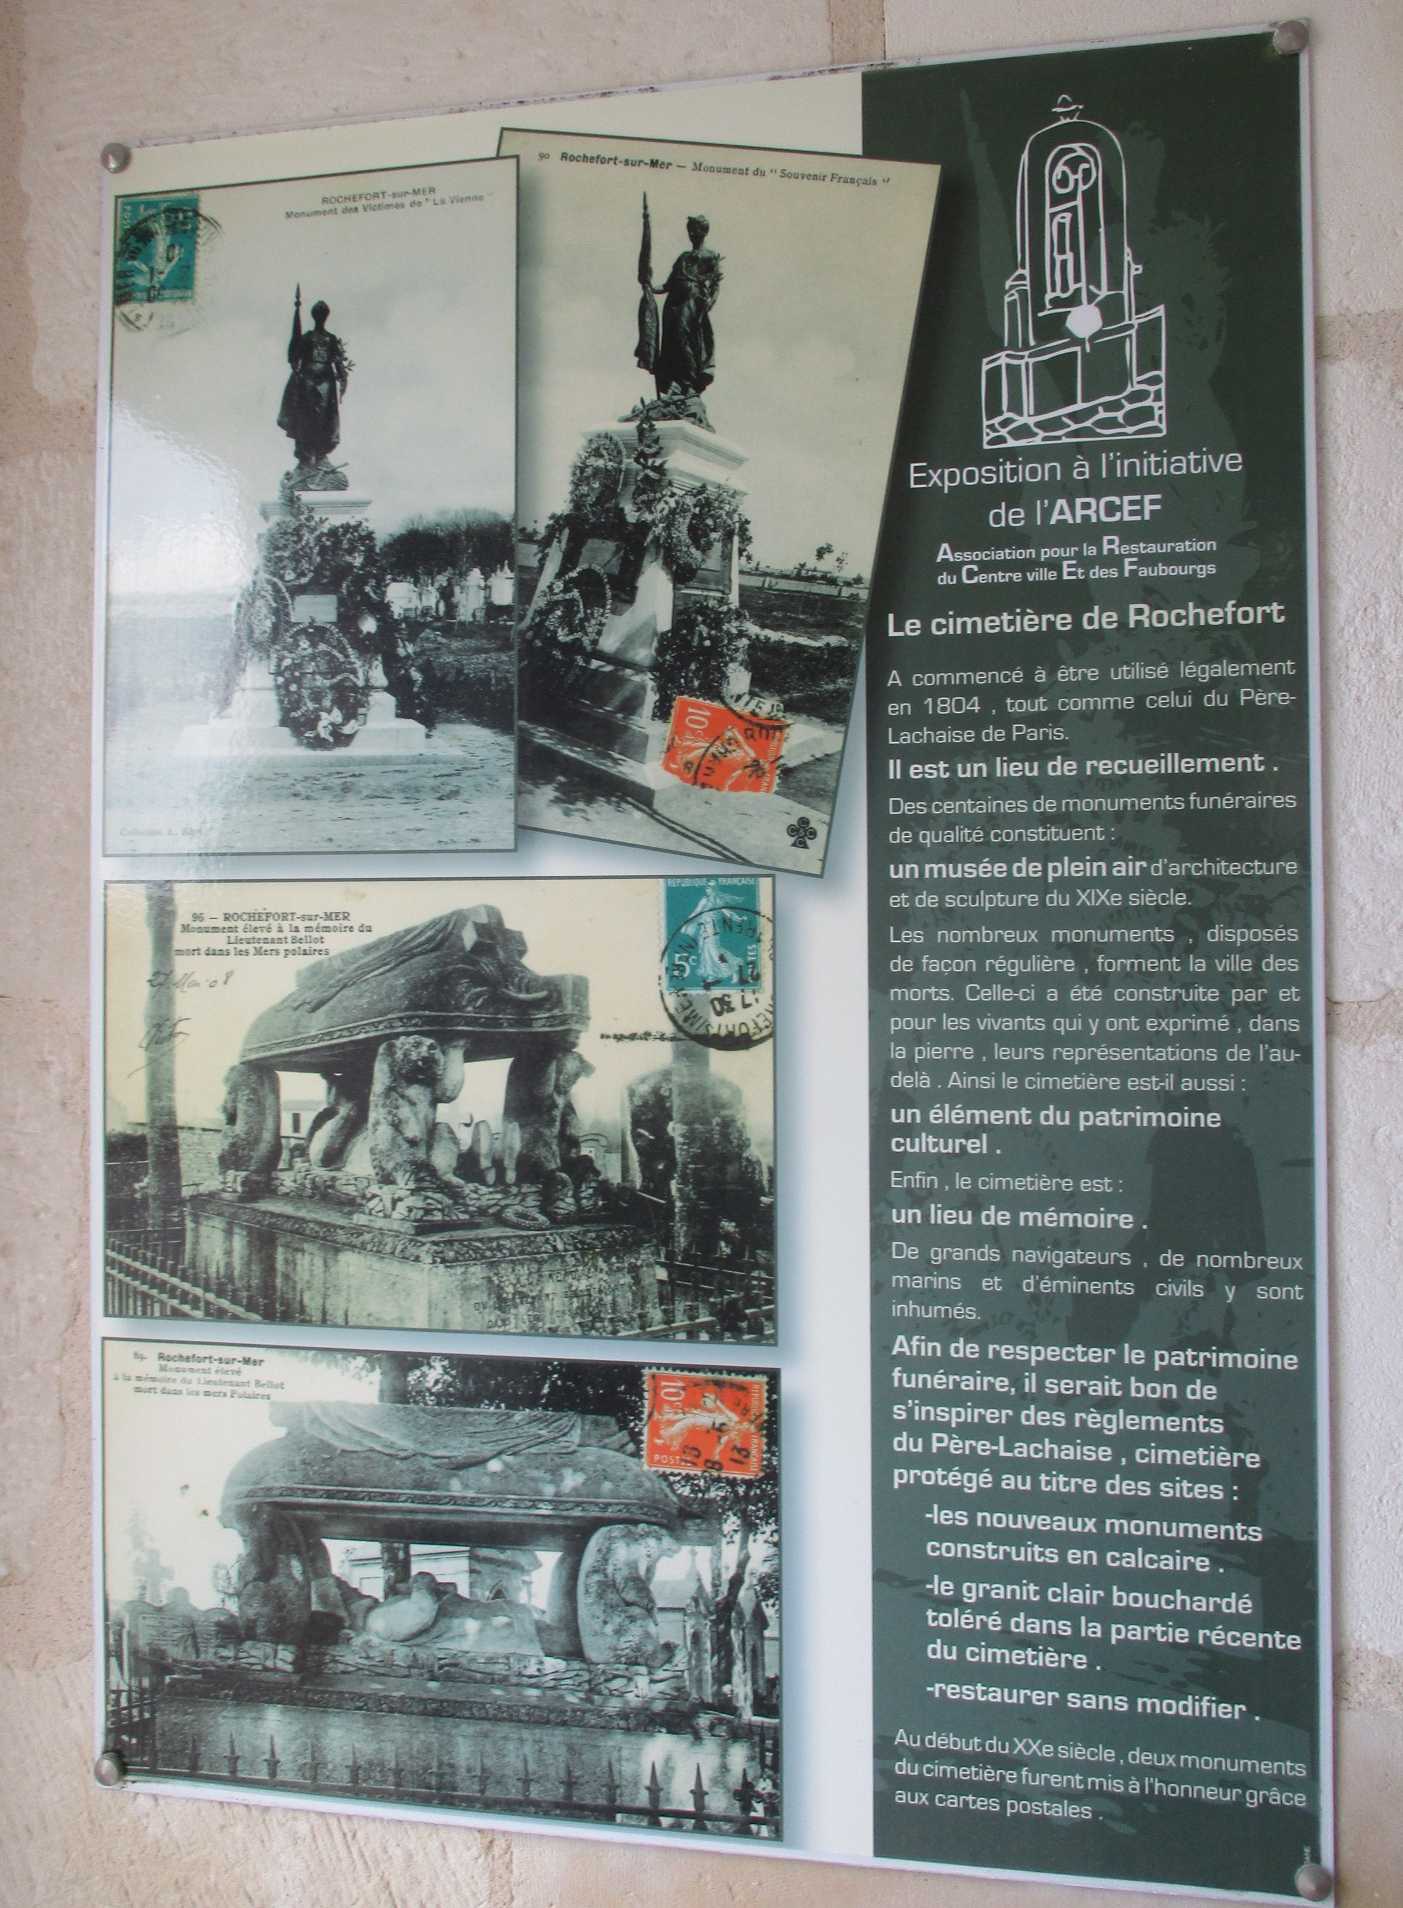 ROCHEFORT-sur-MER
Monument des Victimes de "La Vienne"
90 Rochefort-sur-Mer — Monument du "Souvenir Français"
10c
96 — ROCHEFORT-sur-MER
Monument élevé à la mémoire du
Lieutenant Bellot
mort dans les Mers polaires
REPUBLIQUE FRANÇAISE
5c
POSTES
89. Rochefort-sur-Mer
Monument élevé
à la mémoire du Lieutenant Bellot
mort dans les mers Polaires
10c
Exposition à l'initiative
de l'ARCEF
Association pour la Restauration
du Centre ville Et des Faubourgs
Le cimetière de Rochefort
A commencé à être utilisé légalement
en 1804 , tout comme celui du Père-
Lachaise de Paris.
Il est un lieu de recueillement .
Des centaines de monuments funéraires
de qualité constituent :
un musée de plein air d'architecture
et de sculpture du XIXe siècle.
Les nombreux monuments , disposés
de façon régulière , forment la ville des
morts. Celle-ci a été construite par et
pour les vivants qui y ont exprimé , dans
la pierre , leurs représentations de l'au-
delà . Ainsi le cimetière est-il aussi :
un élément du patrimoine
culturel .
Enfin , le cimetière est :
un lieu de mémoire .
De grands navigateurs , de nombreux
marins et d'éminents civils y sont
inhumés.
Afin de respecter le patrimoine
funéraire, il serait bon de
s'inspirer des règlements
du Père-Lachaise , cimetière
protégé au titre des sites :
-les nouveaux monuments
construits en calcaire .
-le granit clair bouchardé
toléré dans la partie récente
du cimetière .
-restaurer sans modifier .
Au début du XXe siècle , deux monuments
du cimetière furent mis à l'honneur grâce
aux cartes postales .